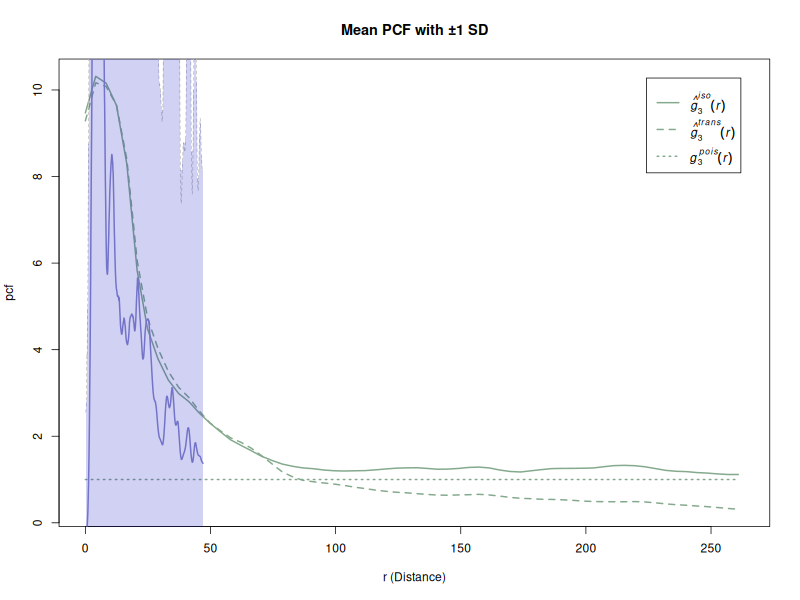 Mean PCF with ±1 SD
ĝ₃ⁱˢᵒ(r)
ĝ₃ᵗʳᵃⁿˢ(r)
g₃ᵖᵒⁱˢ(r)
pcf
10
8
6
4
2
0
0 50 100 150 200 250
r (Distance)